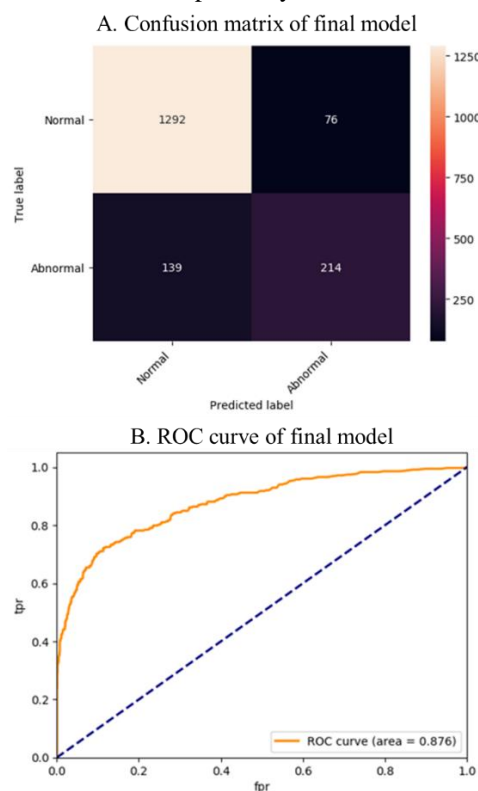 A. Confusion matrix of final model
Normal
1292
76
Abnormal
139
214
True label
Normal
Abnormal
Predicted label
1250
1000
750
500
250
B. ROC curve of final model
1.0
0.8
0.6
0.4
0.2
0.0
tpr
0.0
0.2
0.4
0.6
0.8
1.0
fpr
ROC curve (area = 0.876)